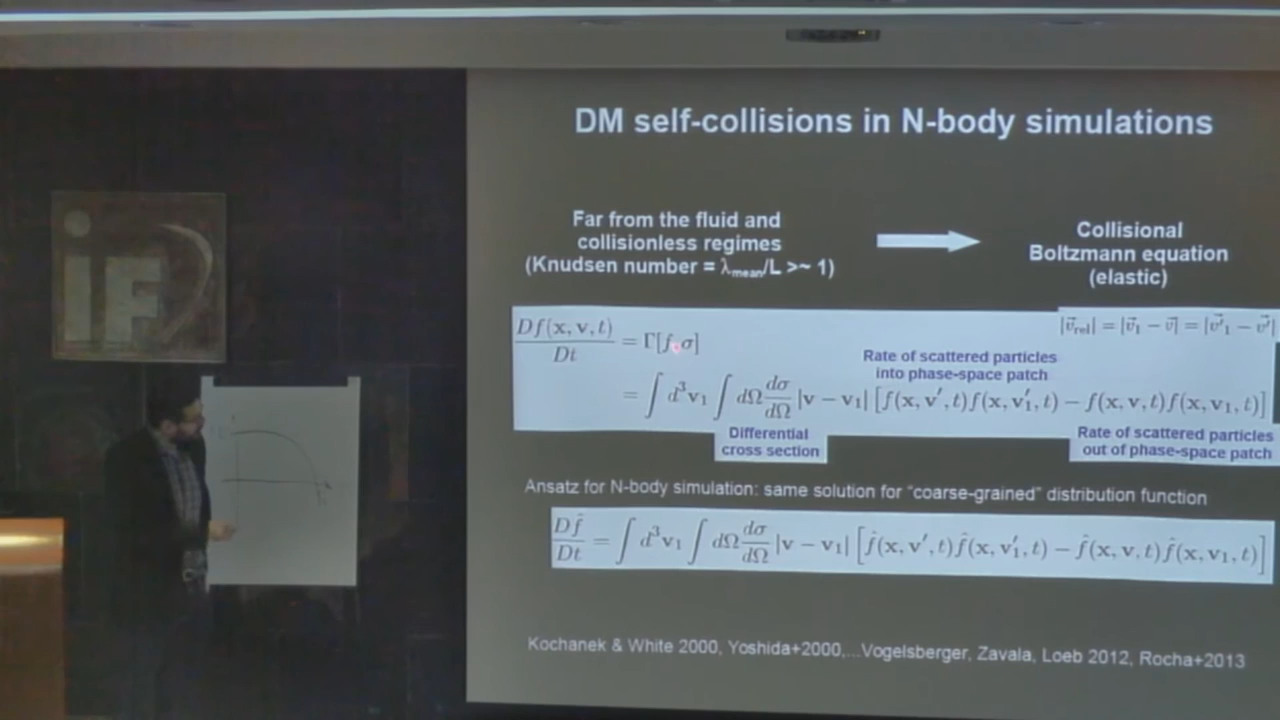 DM self-collisions in N-body simulations
Far from the fluid and
collisionless regimes
(Knudsen number = λmean/L >~ 1)
Collisional
Boltzmann equation
(elastic)
Df(x, v, t)/Dt = Γ[f, σ]
|v⃗rel| = |v⃗1 − v⃗| = |v⃗'1 − v⃗'|
Rate of scattered particles
into phase-space patch
= ∫ d³v1 ∫ dΩ dσ/dΩ |v − v1| [f(x, v′, t)f(x, v′1, t) − f(x, v, t)f(x, v1, t)]
Differential
cross section
Rate of scattered particles
out of phase-space patch
Ansatz for N-body simulation: same solution for "coarse-grained" distribution function
Df̂/Dt = ∫ d³v1 ∫ dΩ dσ/dΩ |v − v1| [f̂(x, v′, t)f̂(x, v′1, t) − f̂(x, v, t)f̂(x, v1, t)]
Kochanek & White 2000, Yoshida+2000,...Vogelsberger, Zavala, Loeb 2012, Rocha+2013
iF